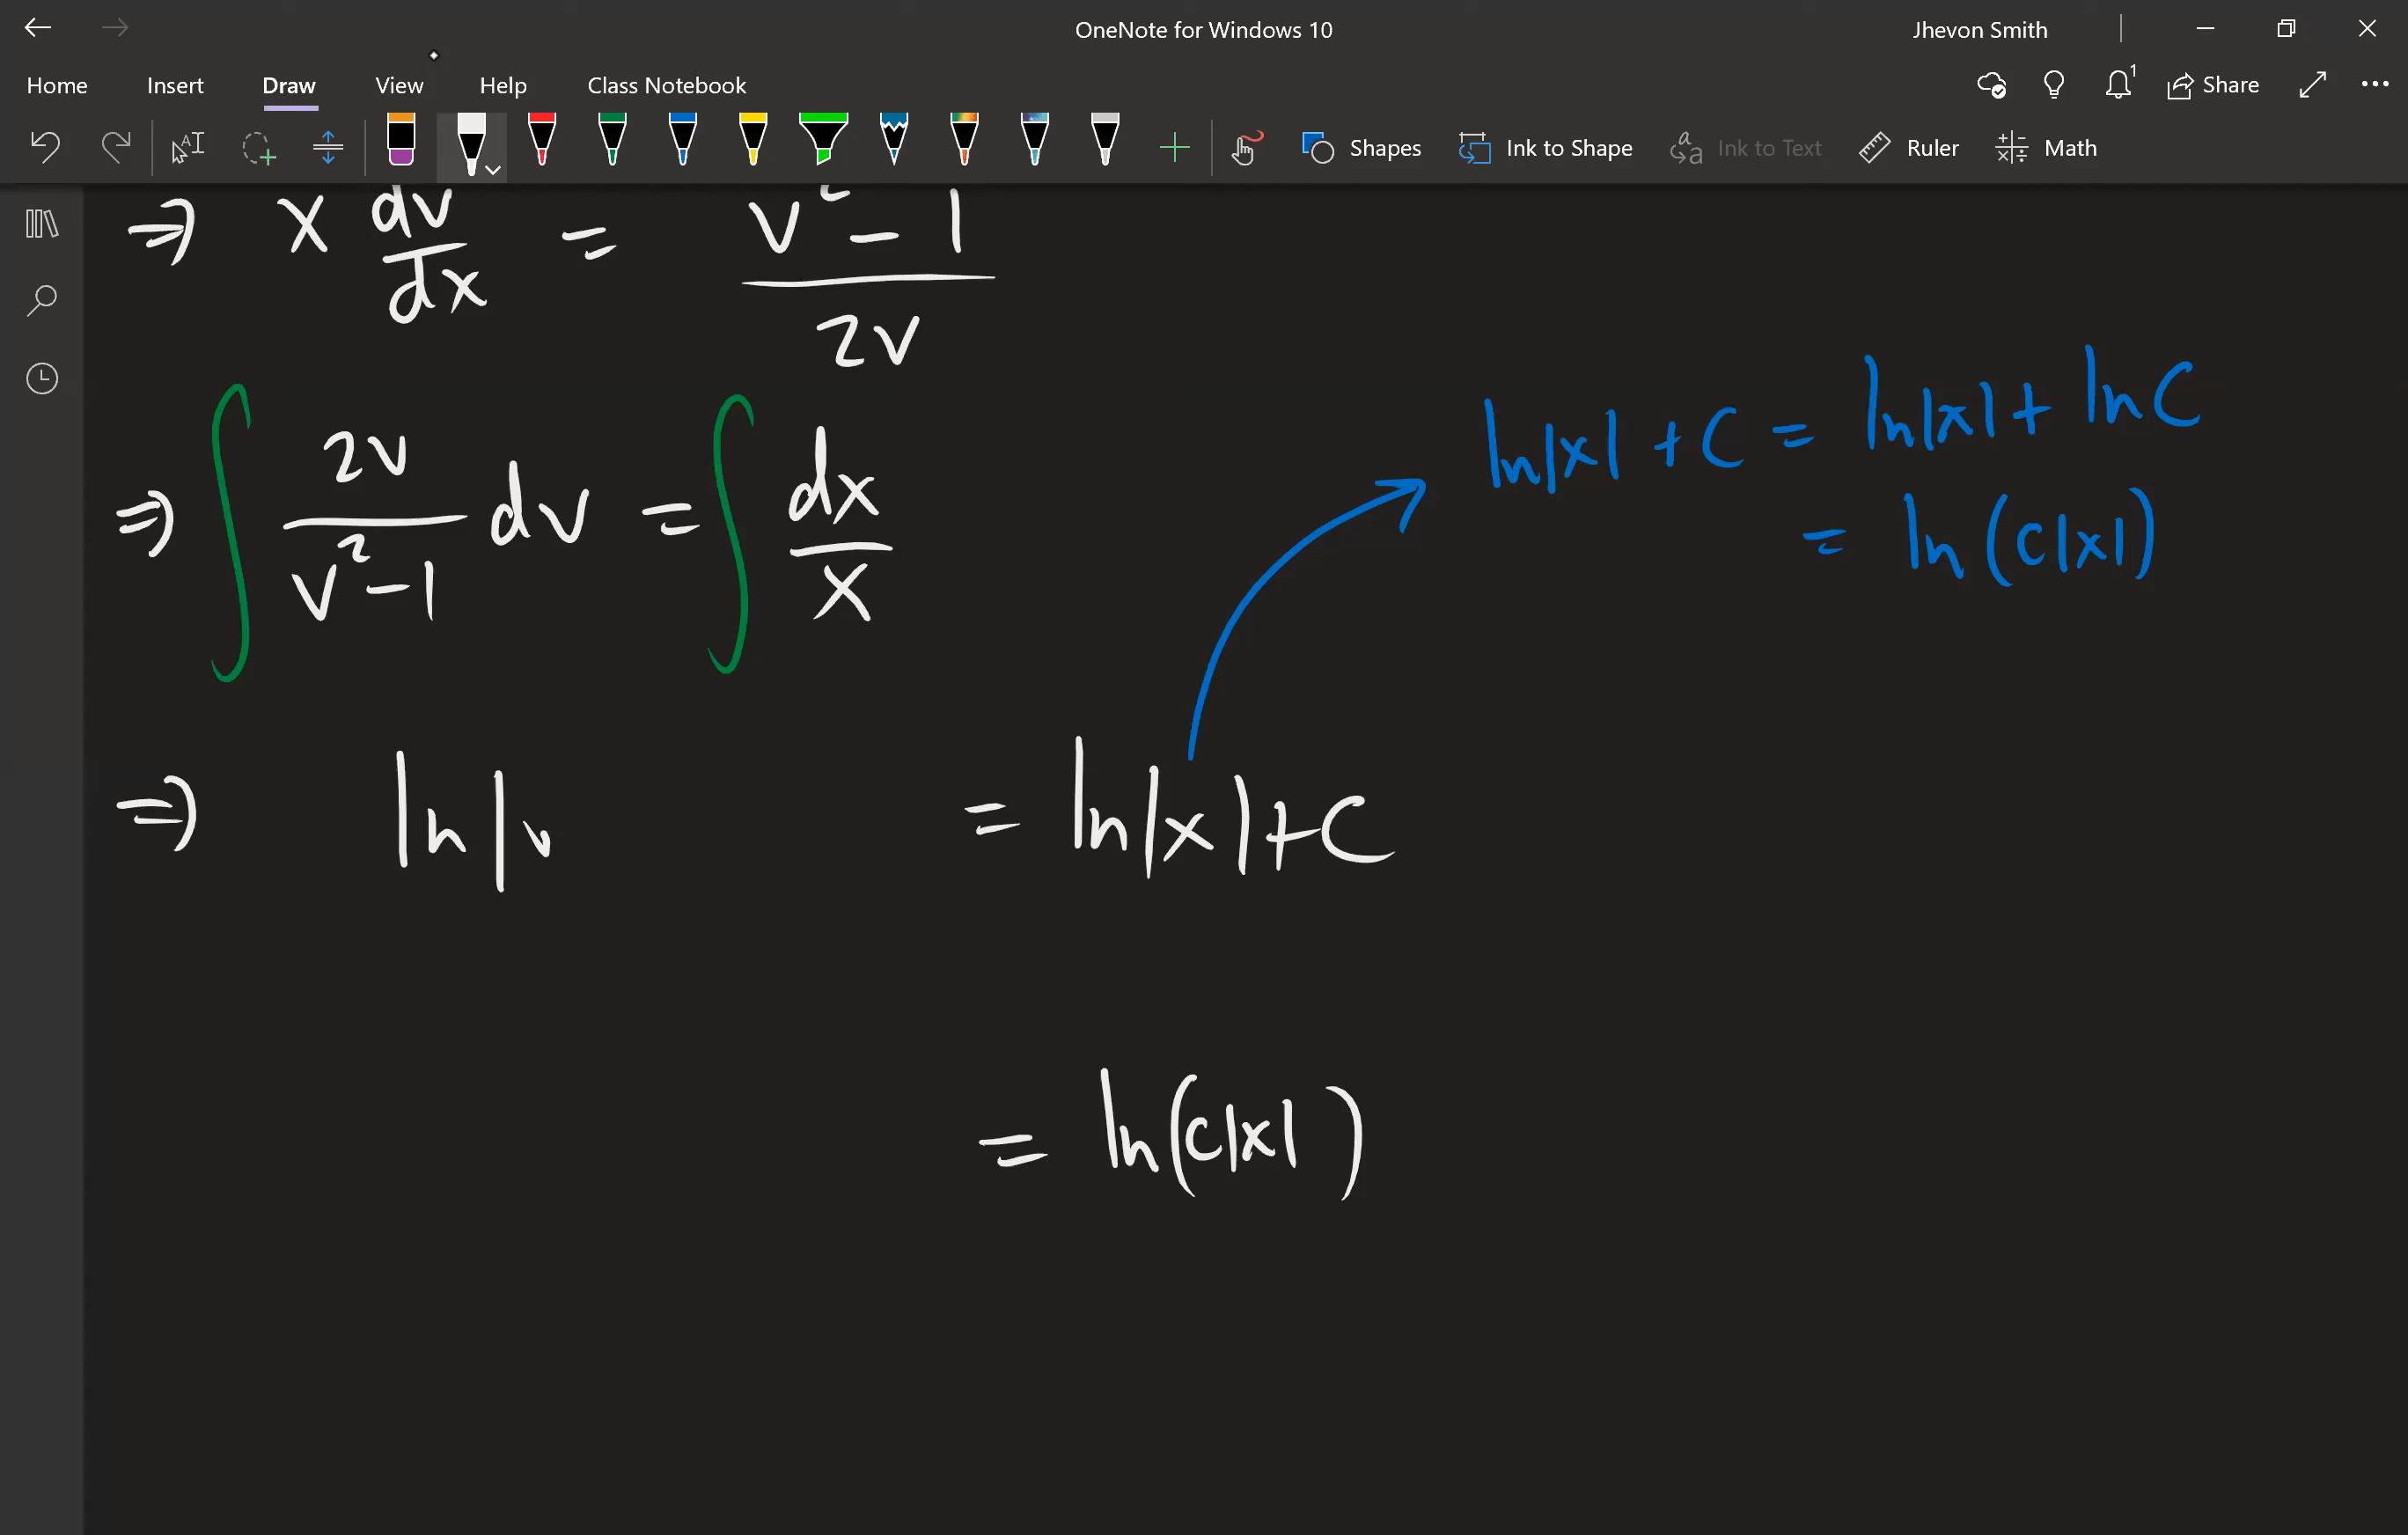 OneNote for Windows 10
Jhevon Smith
Home Insert Draw View Help Class Notebook
1
Share
Shapes Ink to Shape Ink to Text Ruler Math
⇒ x dv/dx = (v² - 1)/(2v)
⇒ ∫ 2v/(v² - 1) dv = ∫ dx/x
ln|x| + C = ln|x| + ln C
= ln(c|x|)
⇒ ln|v = ln|x| + C
= ln(c|x|)